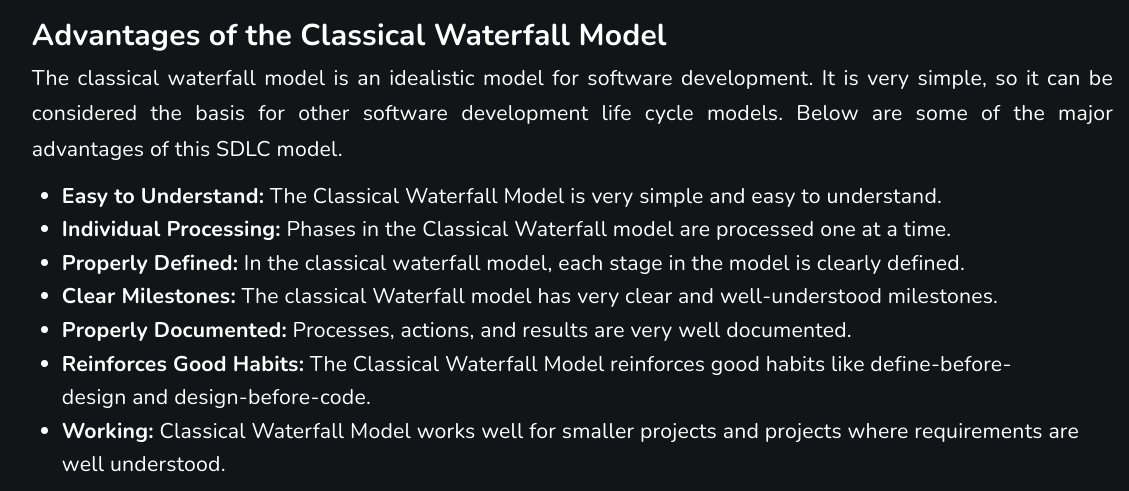 Advantages of the Classical Waterfall Model
The classical waterfall model is an idealistic model for software development. It is very simple, so it can be
considered the basis for other software development life cycle models. Below are some of the major
advantages of this SDLC model.
• Easy to Understand: The Classical Waterfall Model is very simple and easy to understand.
• Individual Processing: Phases in the Classical Waterfall model are processed one at a time.
• Properly Defined: In the classical waterfall model, each stage in the model is clearly defined.
• Clear Milestones: The classical Waterfall model has very clear and well-understood milestones.
• Properly Documented: Processes, actions, and results are very well documented.
• Reinforces Good Habits: The Classical Waterfall Model reinforces good habits like define-before-
design and design-before-code.
• Working: Classical Waterfall Model works well for smaller projects and projects where requirements are
well understood.